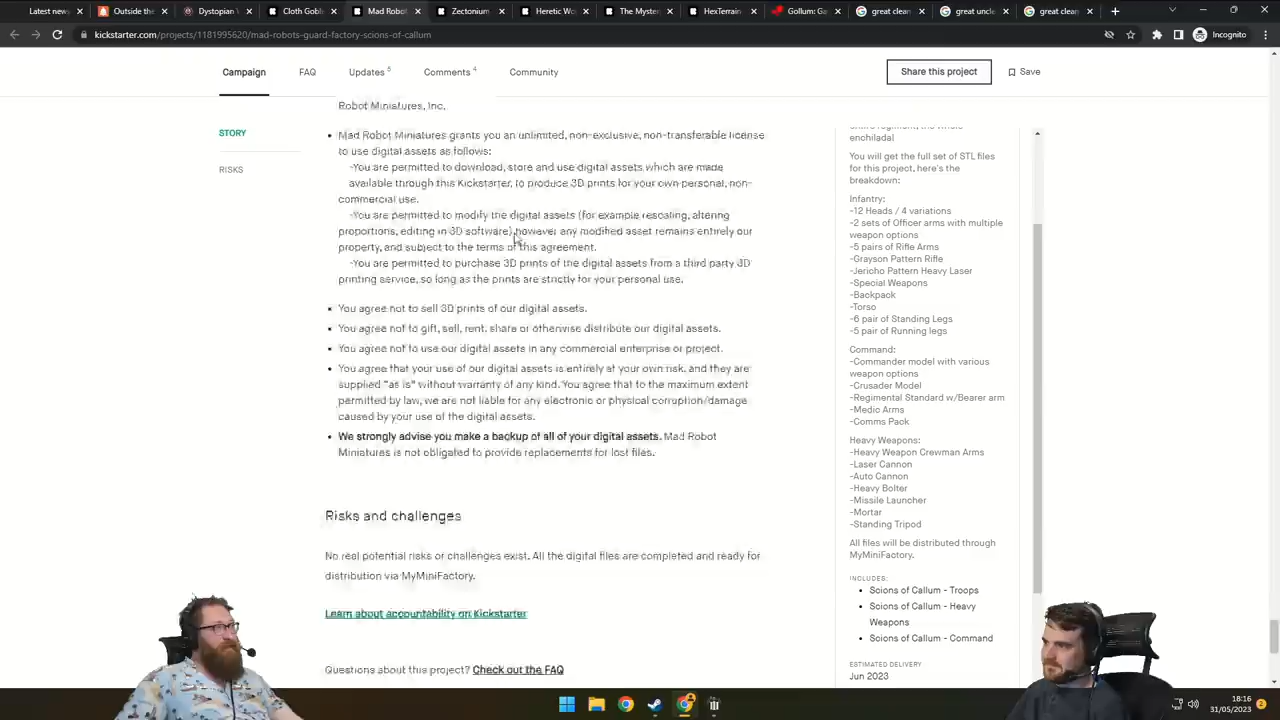 Latest news
Dystopian W
Cloth Goblin
Mad Robot
Zectonium
Heretic Wo
The Myster
HexTerrain
Gollum: Gam
great clean
great uncle
great clean
kickstarter.com/projects/1181995620/mad-robots-guard-factory-scions-of-callum
Incognito
Campaign
FAQ
Updates 5
Comments 4
Community
Share this project
Save
STORY
RISKS
Robot Miniatures, Inc.
Mad Robot Miniatures grants you an unlimited, non-exclusive, non-transferable license
to use digital assets as follows:
-You are permitted to download, store and use digital assets which are made
available through this Kickstarter, to produce 3D prints for your own personal, non-
commercial use.
-You are permitted to modify the digital assets (for example rescaling, altering
proportions, editing in 3D software), however any modified asset remains entirely our
property, and subject to the terms of this agreement.
-You are permitted to purchase 3D prints of the digital assets from a third party 3D
printing service, so long as the prints are strictly for your personal use.
You agree not to sell 3D prints of our digital assets.
You agree not to gift, sell, rent, share or otherwise distribute our digital assets.
You agree not to use our digital assets in any commercial enterprise or project.
You agree that your use of our digital assets is entirely at your own risk, and they are
supplied "as is" without warranty of any kind. You agree that to the maximum extent
permitted by law, we are not liable for any electronic or physical corruption/damage
caused by your use of the digital assets.
We strongly advise you make a backup of all of your digital assets. Mad Robot
Miniatures is not obligated to provide replacements for lost files.
Risks and challenges
No real potential risks or challenges exist. All the digital files are completed and ready for
distribution via MyMiniFactory.
Learn about accountability on Kickstarter
Questions about this project? Check out the FAQ
enchilada!
You will get the full set of STL files
for this project, here's the
breakdown:
Infantry:
-12 Heads / 4 variations
-2 sets of Officer arms with multiple
weapon options
-5 pairs of Rifle Arms
-Grayson Pattern Rifle
-Jericho Pattern Heavy Laser
-Special Weapons
-Backpack
-Torso
-6 pair of Standing Legs
-5 pair of Running legs
Command:
-Commander model with various
weapon options
-Crusader Model
-Regimental Standard w/Bearer arm
-Medic Arms
-Comms Pack
Heavy Weapons:
-Heavy Weapon Crewman Arms
-Laser Cannon
-Auto Cannon
-Heavy Bolter
-Missile Launcher
-Mortar
-Standing Tripod
All files will be distributed through
MyMiniFactory.
INCLUDES:
Scions of Callum - Troops
Scions of Callum - Heavy
Weapons
Scions of Callum - Command
ESTIMATED DELIVERY
Jun 2023
18:16
31/05/2023